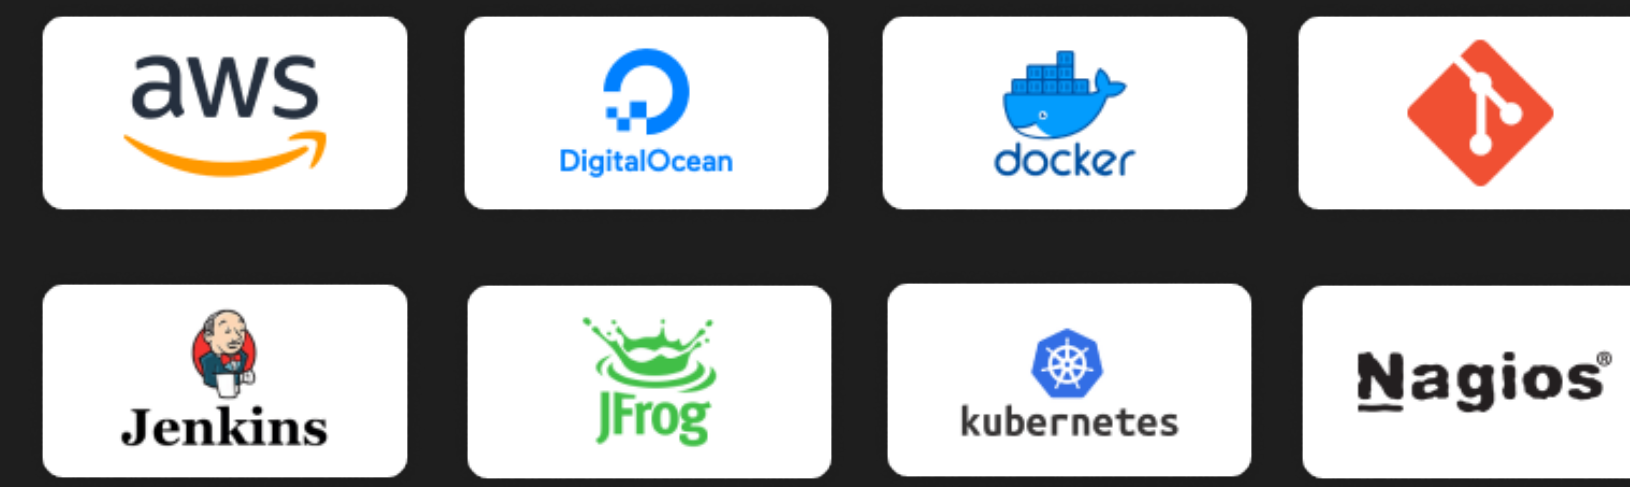 aws
DigitalOcean
docker
Jenkins
JFrog
kubernetes
Nagios®